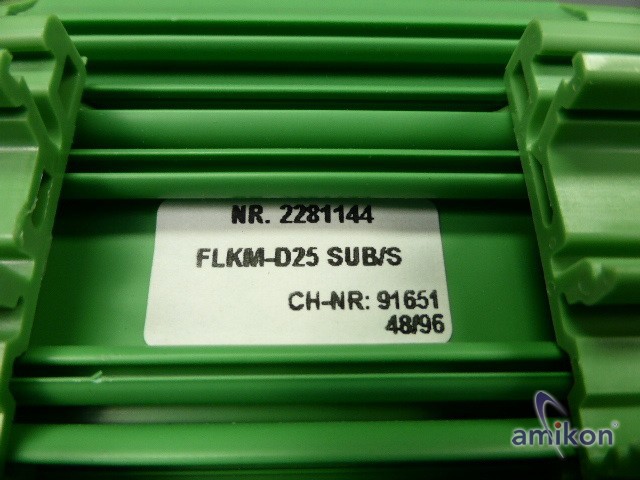 NR. 2281144
FLKM-D25 SUB/S
CH-NR: 91651
48/96
amikon